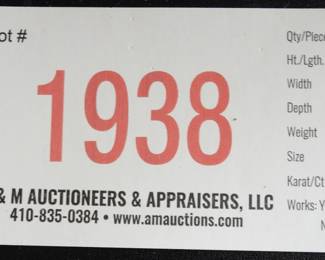 ot #
1938
& M AUCTIONEERS & APPRAISERS, LLC
410-835-0384 • www.amauctions.com
Qty/Piece
Ht./Lgth.
Width
Depth
Weight
Size
Karat/Ct
Works: Y
N